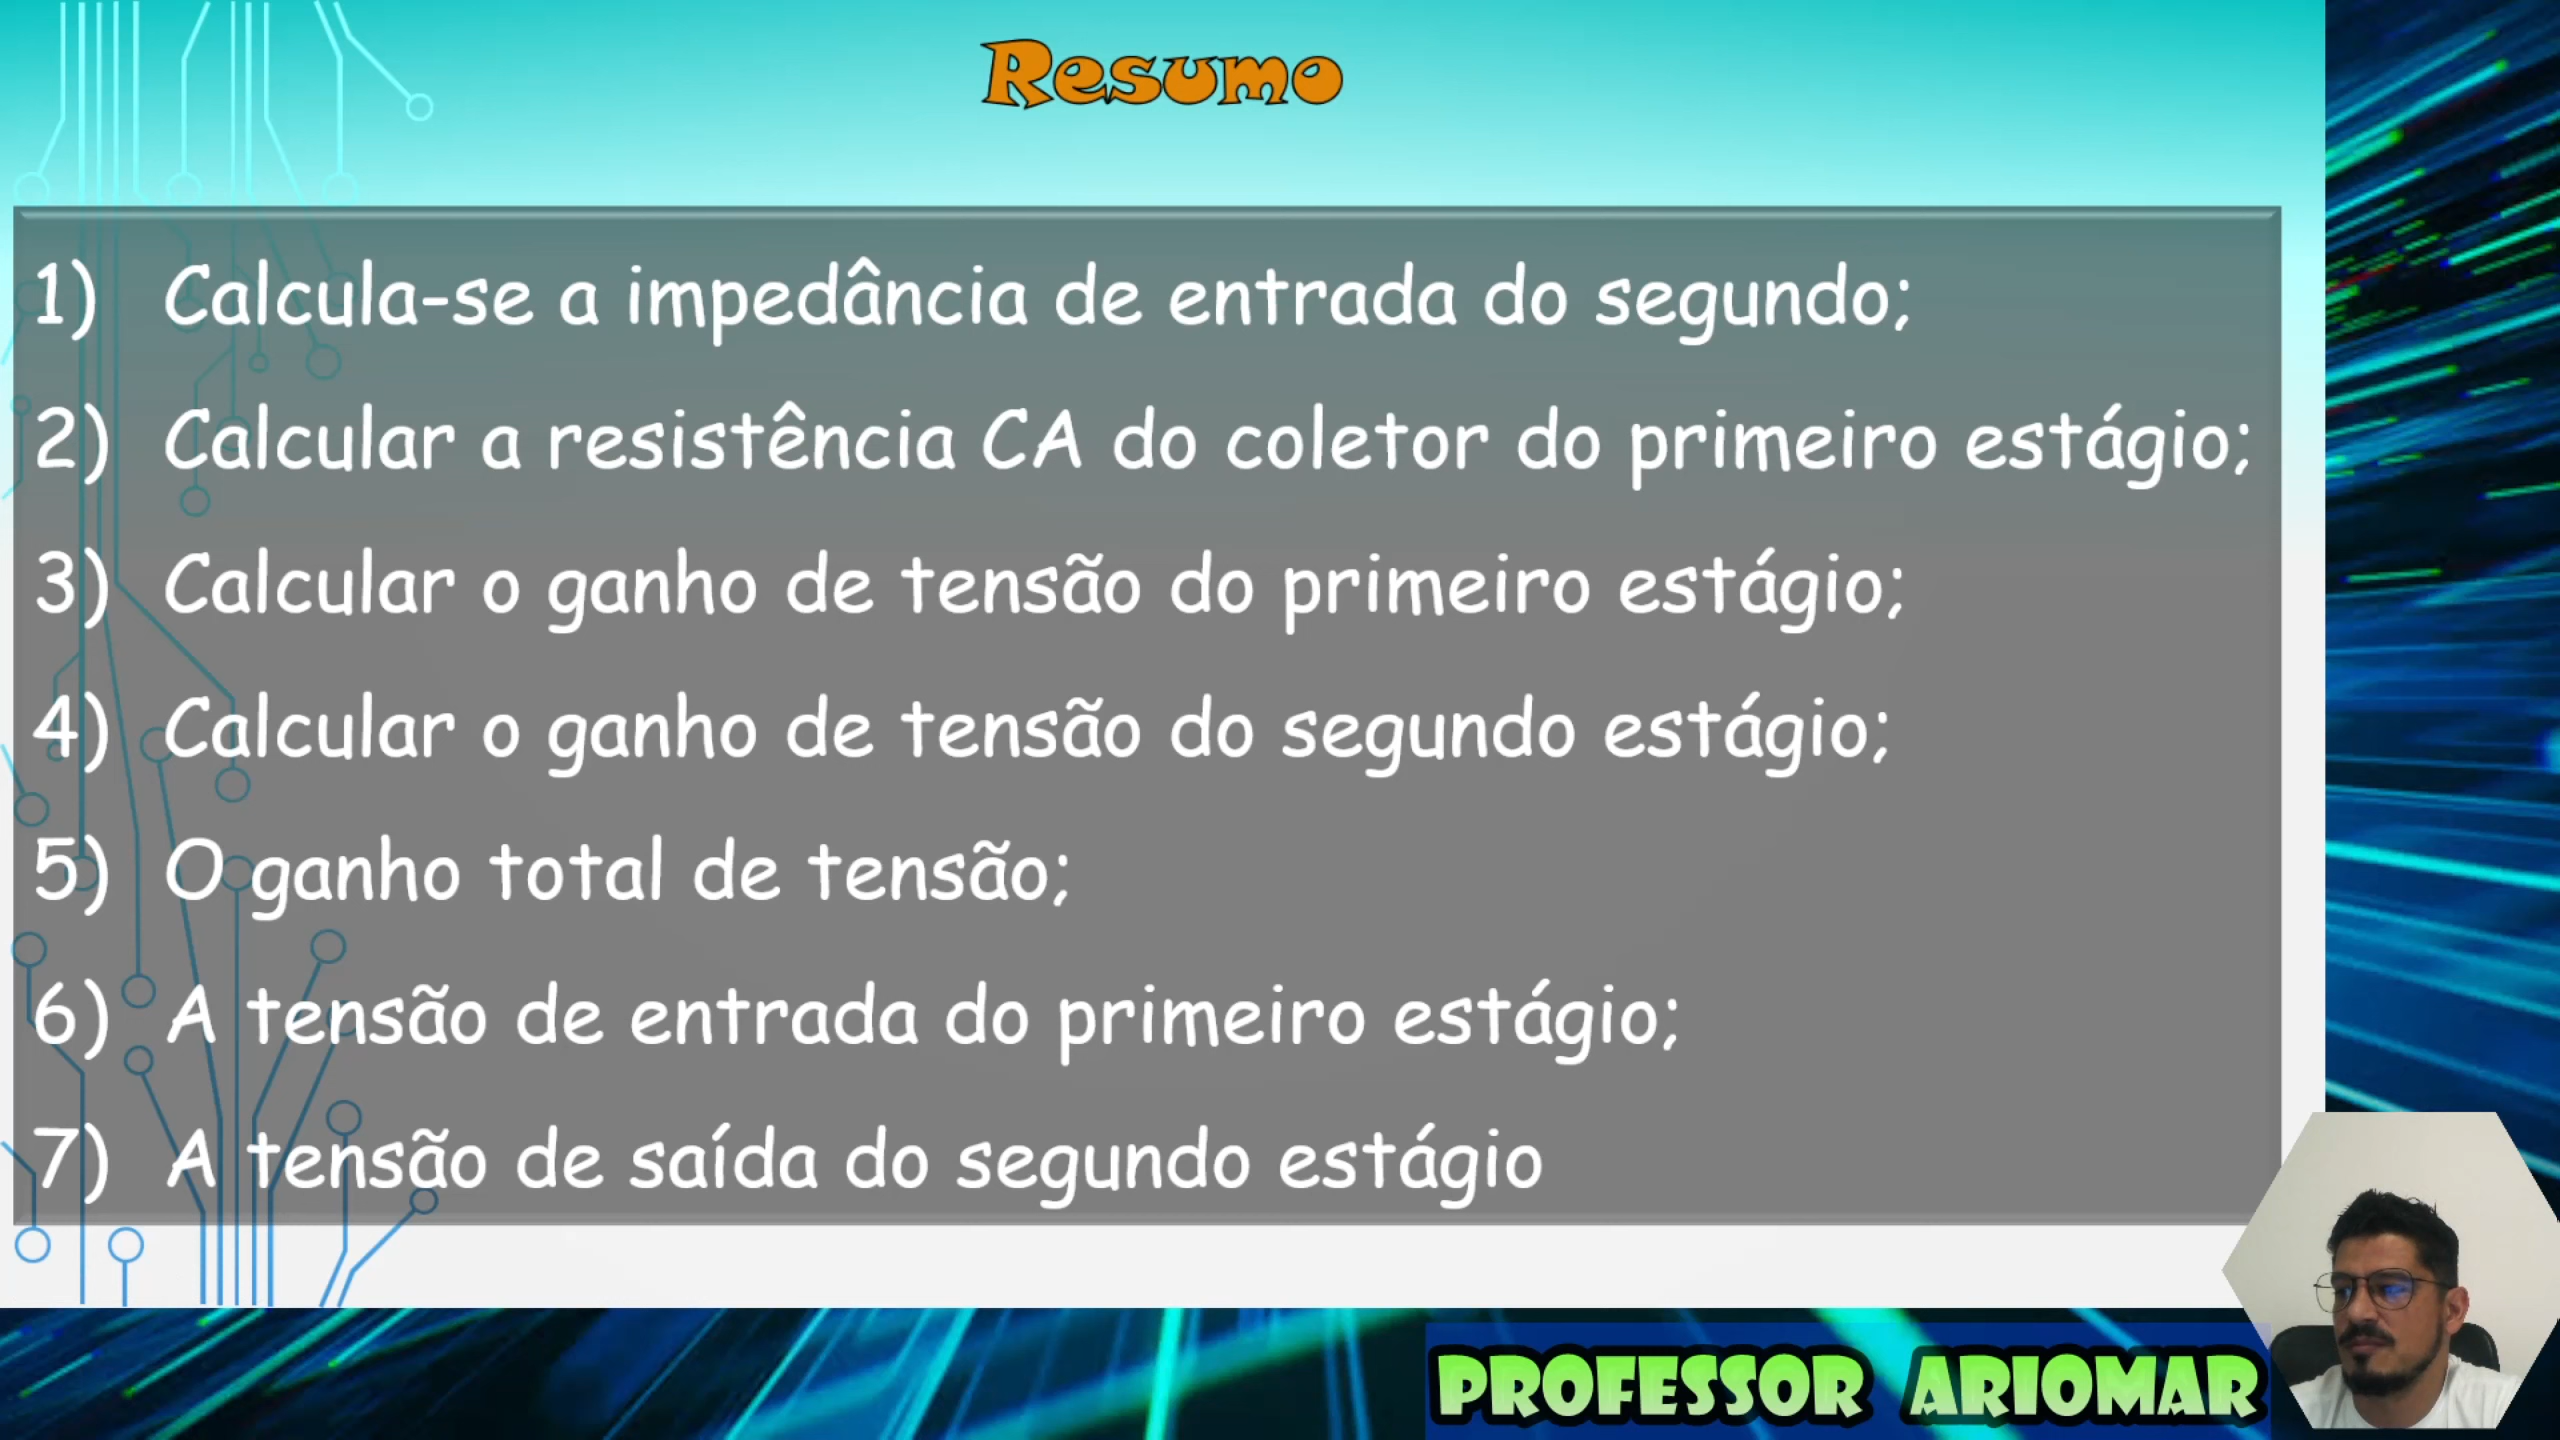 Resumo
1) Calcula-se a impedância de entrada do segundo;
2) Calcular a resistência CA do coletor do primeiro estágio;
3) Calcular o ganho de tensão do primeiro estágio;
4) Calcular o ganho de tensão do segundo estágio;
5) O ganho total de tensão;
6) A tensão de entrada do primeiro estágio;
7) A tensão de saída do segundo estágio
PROFESSOR ARIOMAR